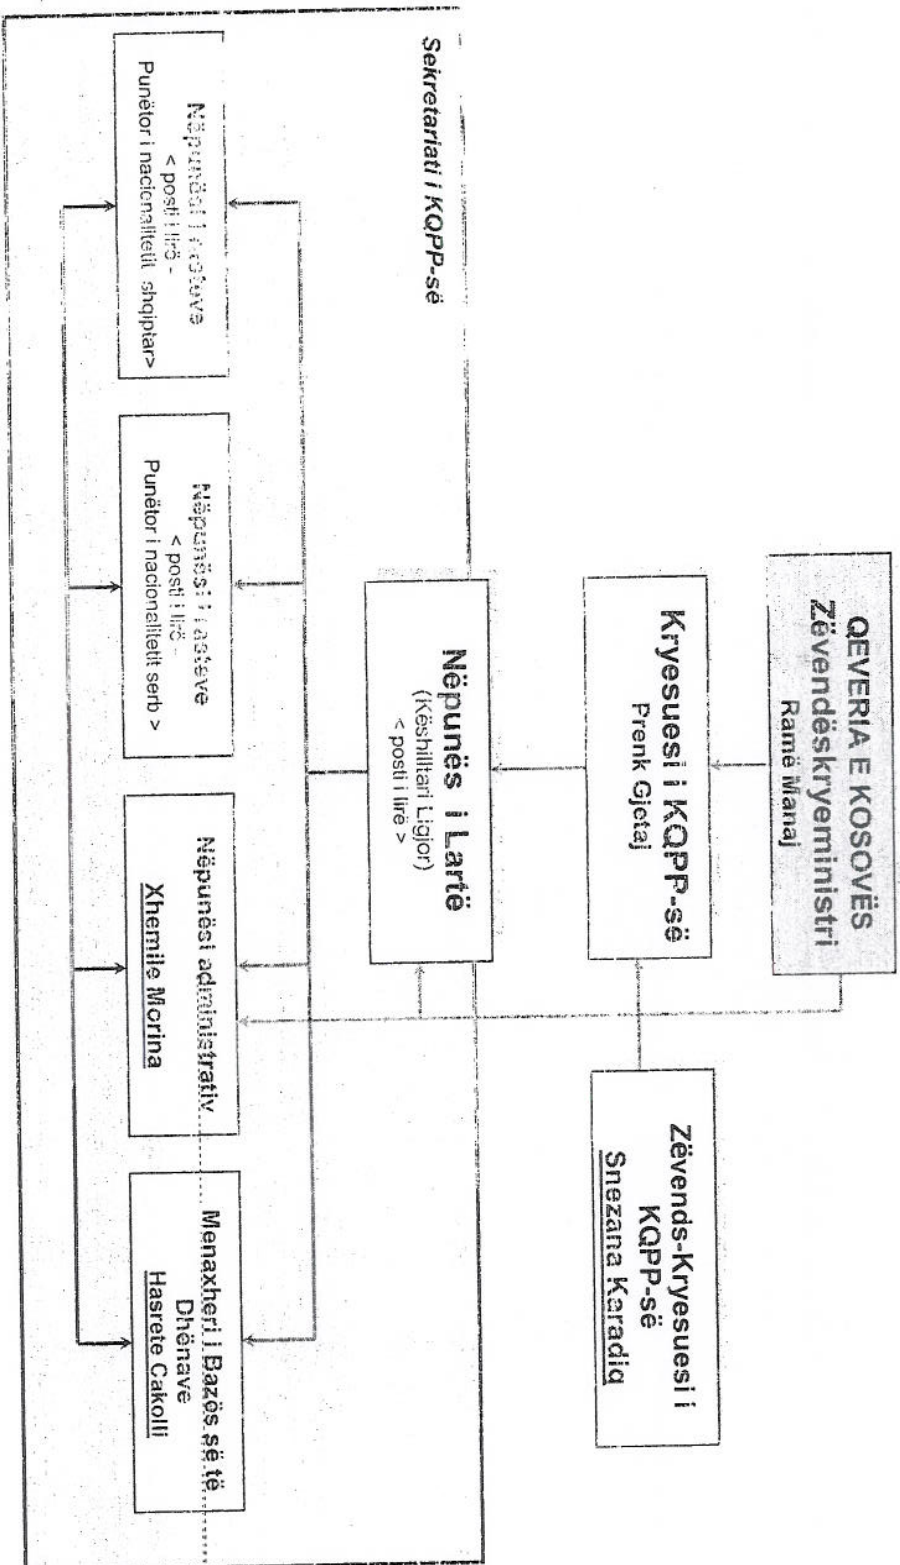 QEVERIA E KOSOVËS
Zëvendëskryeministri
Ramë Manaj
Kryesuesi i KQPP-së
Prenk Gjetaj
Zëvends-Kryesuesi i
KQPP-së
Snezana Karadiq
Sekretariati i KQPP-së
Nëpunës i Lartë
(Këshilltari Ligjor)
< posti i lirë >
Nëpunësi i rasteve
< posti i lirë -
Punëtor i nacionalitetit shqiptar>
Nëpunësi i rasteve
< posti i lirë -
Punëtor i nacionalitetit serb >
Nëpunësi administrativ
Xhemile Morina
Menaxheri i Bazës së të
Dhënave
Hasrete Cakolli